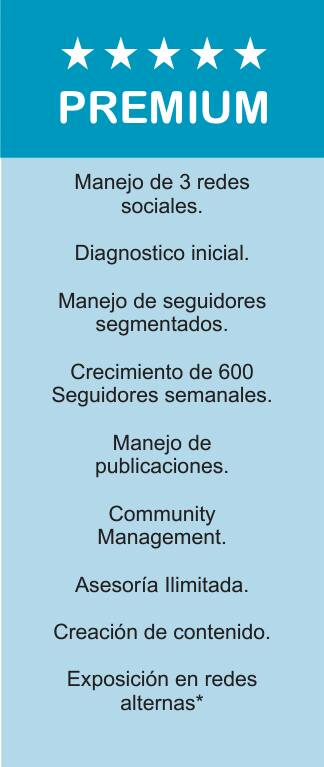 PREMIUM
Manejo de 3 redes
sociales.
Diagnostico inicial.
Manejo de seguidores
segmentados.
Crecimiento de 600
Seguidores semanales.
Manejo de
publicaciones.
Community
Management.
Asesoría Ilimitada.
Creación de contenido.
Exposición en redes
alternas*